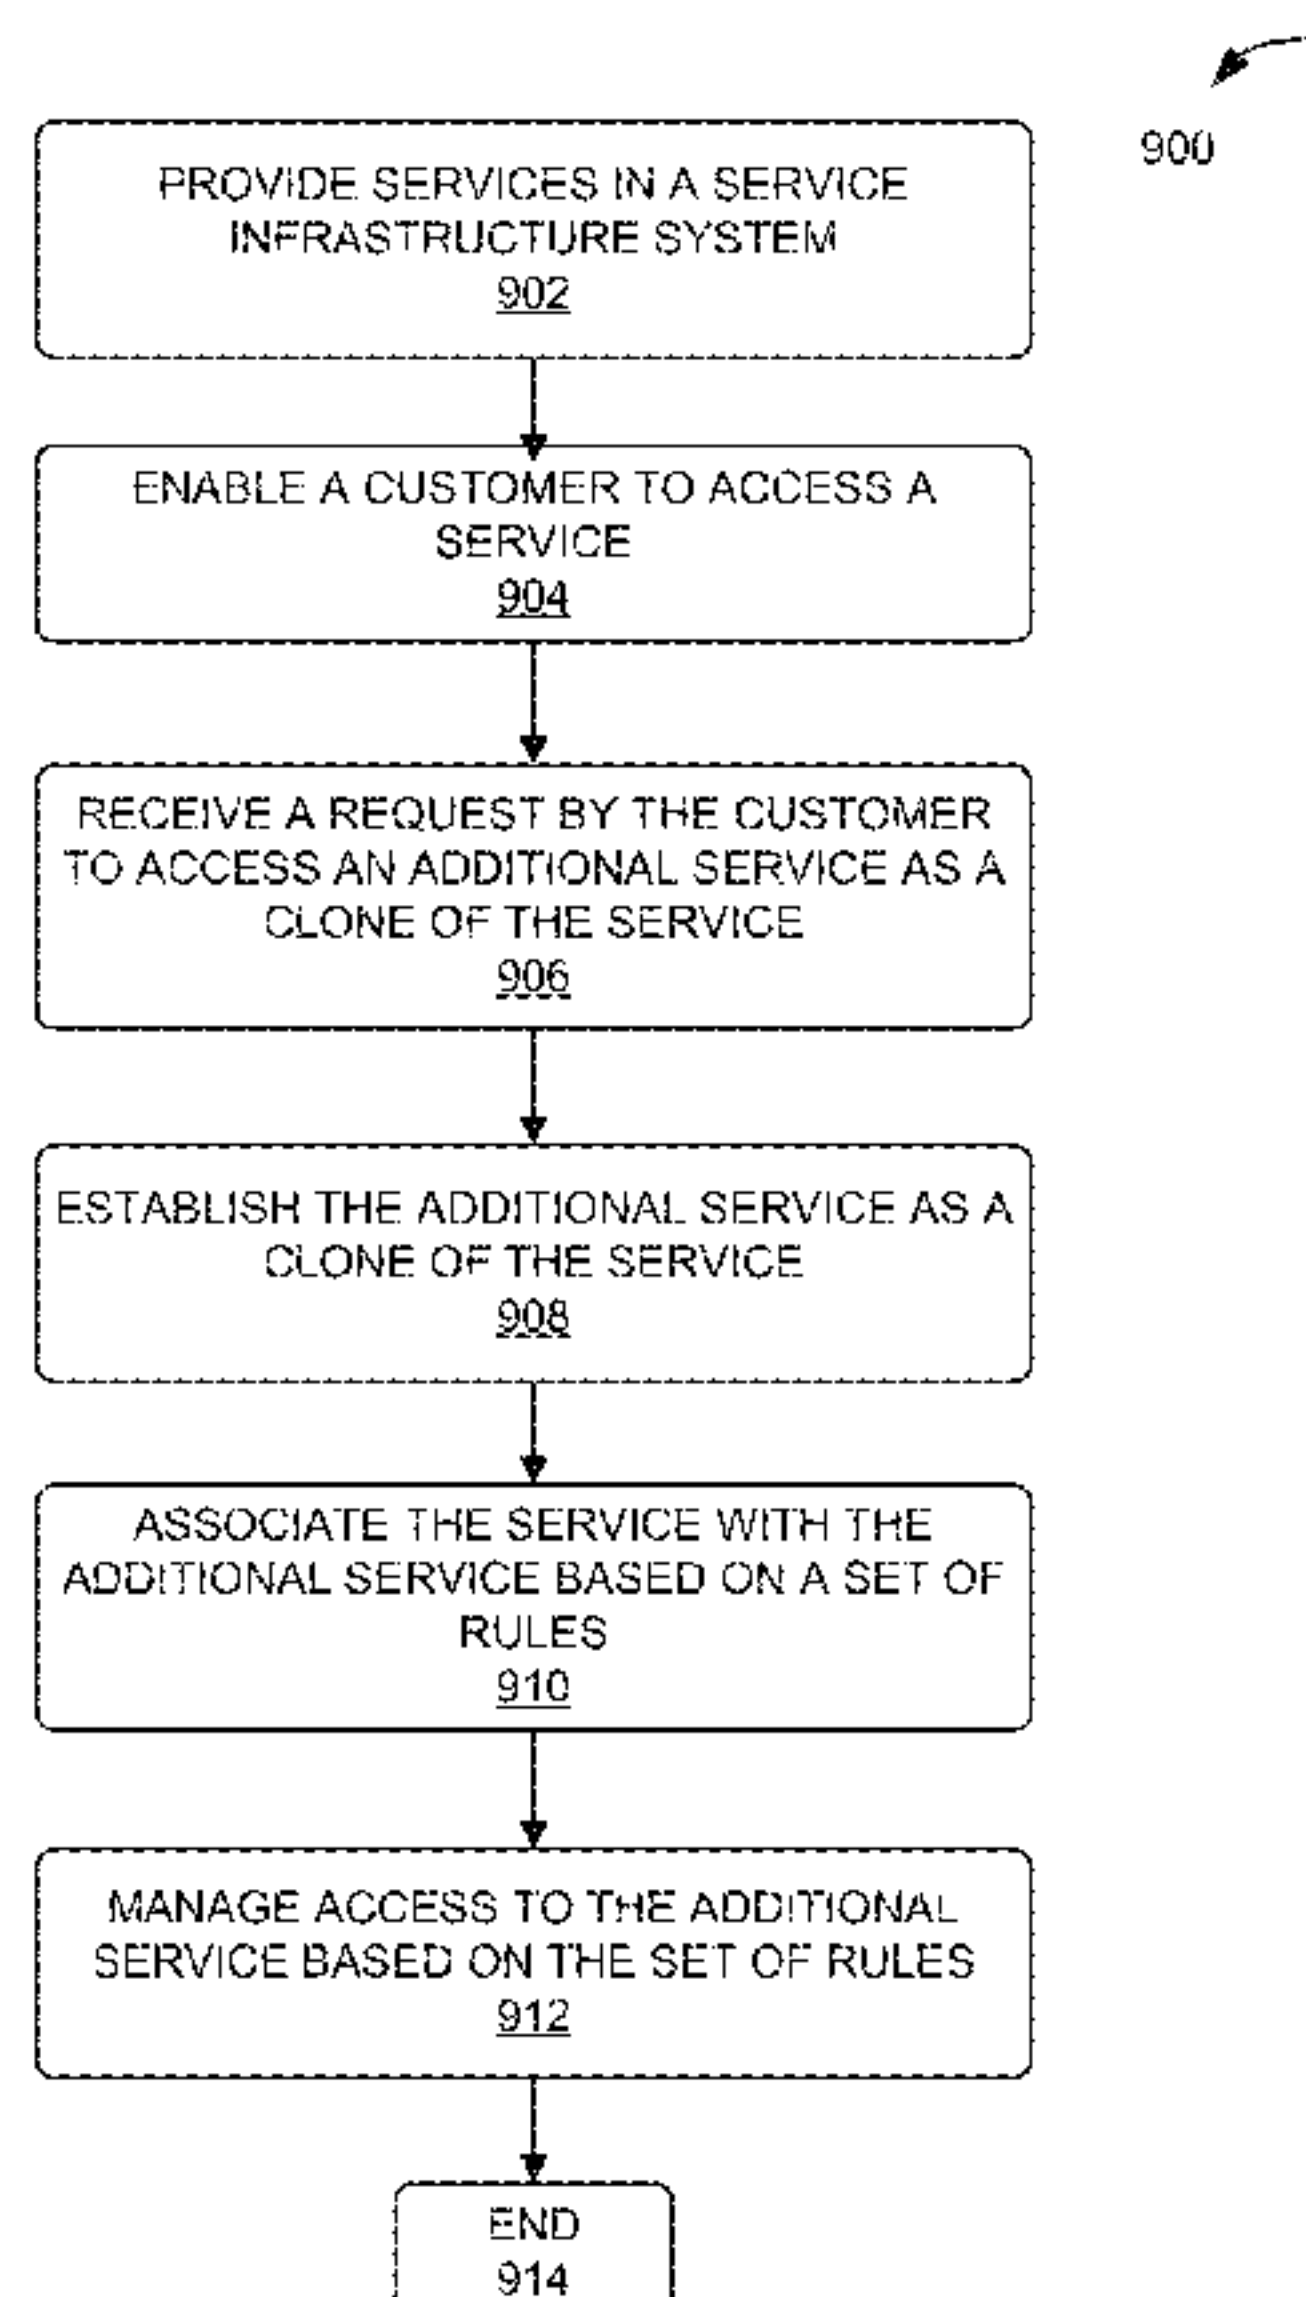 900
PROVIDE SERVICES IN A SERVICE
INFRASTRUCTURE SYSTEM
902
ENABLE A CUSTOMER TO ACCESS A
SERVICE
904
RECEIVE A REQUEST BY THE CUSTOMER
TO ACCESS AN ADDITIONAL SERVICE AS A
CLONE OF THE SERVICE
906
ESTABLISH THE ADDITIONAL SERVICE AS A
CLONE OF THE SERVICE
908
ASSOCIATE THE SERVICE WITH THE
ADDITIONAL SERVICE BASED ON A SET OF
RULES
910
MANAGE ACCESS TO THE ADDITIONAL
SERVICE BASED ON THE SET OF RULES
912
END
914